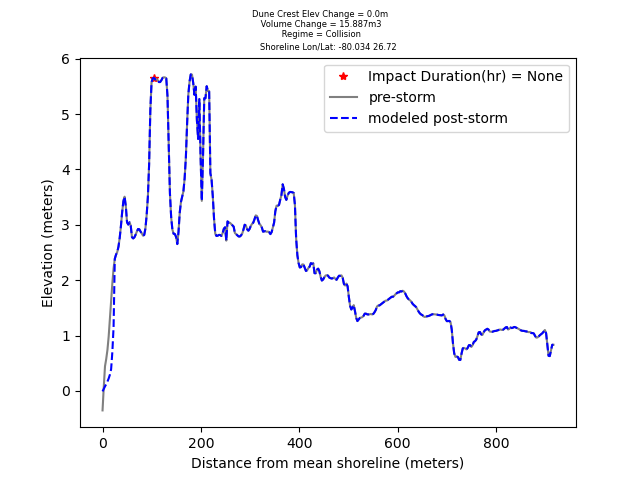 Dune Crest Elev Change = 0.0m
Volume Change = 15.887m3
Regime = Collision
Shoreline Lon/Lat: -80.034 26.72
Impact Duration(hr) = None
pre-storm
modeled post-storm
Elevation (meters)
6
5
4
3
2
1
0
0 200 400 600 800
Distance from mean shoreline (meters)